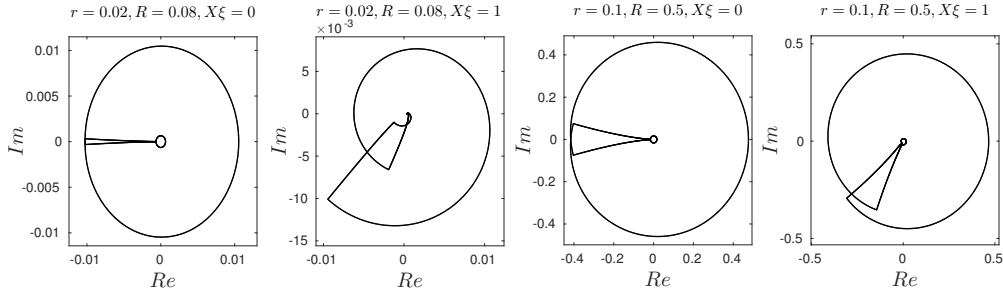 r = 0.02, R = 0.08, Xξ = 0
0.01
0.005
0
-0.005
-0.01
Im
-0.01
0
0.01
Re
r = 0.02, R = 0.08, Xξ = 1
×10⁻³
5
0
-5
-10
-15
Im
-0.01
0
0.01
Re
r = 0.1, R = 0.5, Xξ = 0
0.4
0.2
0
-0.2
-0.4
Im
-0.4
-0.2
0
0.2
0.4
Re
r = 0.1, R = 0.5, Xξ = 1
0.5
0
-0.5
Im
-0.5
0
0.5
Re